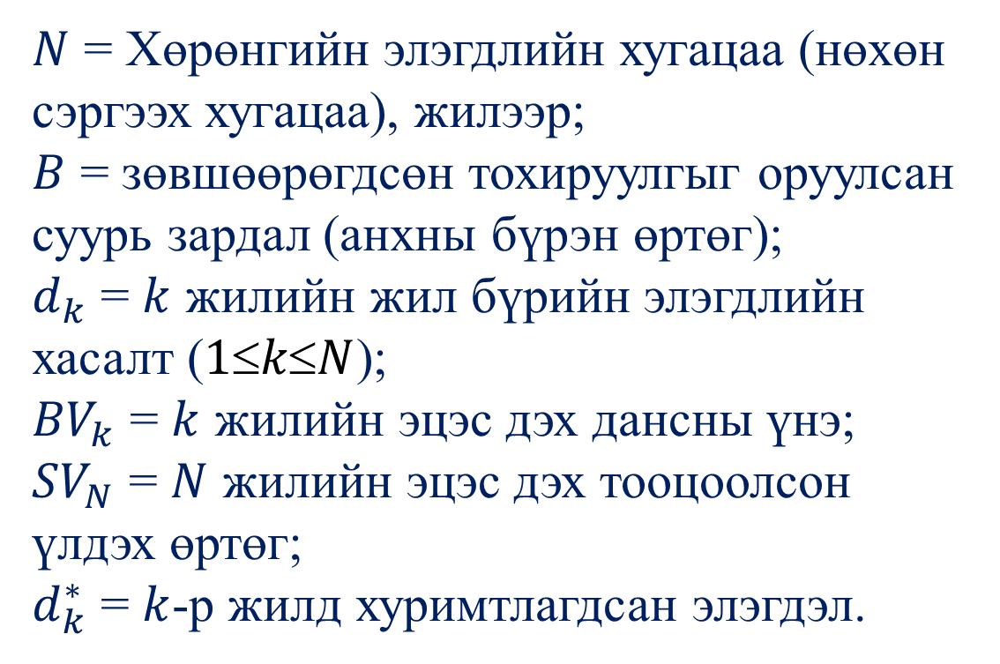 N = Хөрөнгийн элэгдлийн хугацаа (нөхөн
сэргээх хугацаа), жилээр;
B = зөвшөөрөгдсөн тохируулгыг оруулсан
суурь зардал (анхны бүрэн өртөг);
d_k = k жилийн жил бүрийн элэгдлийн
хасалт (1≤k≤N);
BV_k = k жилийн эцэс дэх дансны үнэ;
SV_N = N жилийн эцэс дэх тооцоолсон
үлдэх өртөг;
d_k^* = k-р жилд хуримтлагдсан элэгдэл.